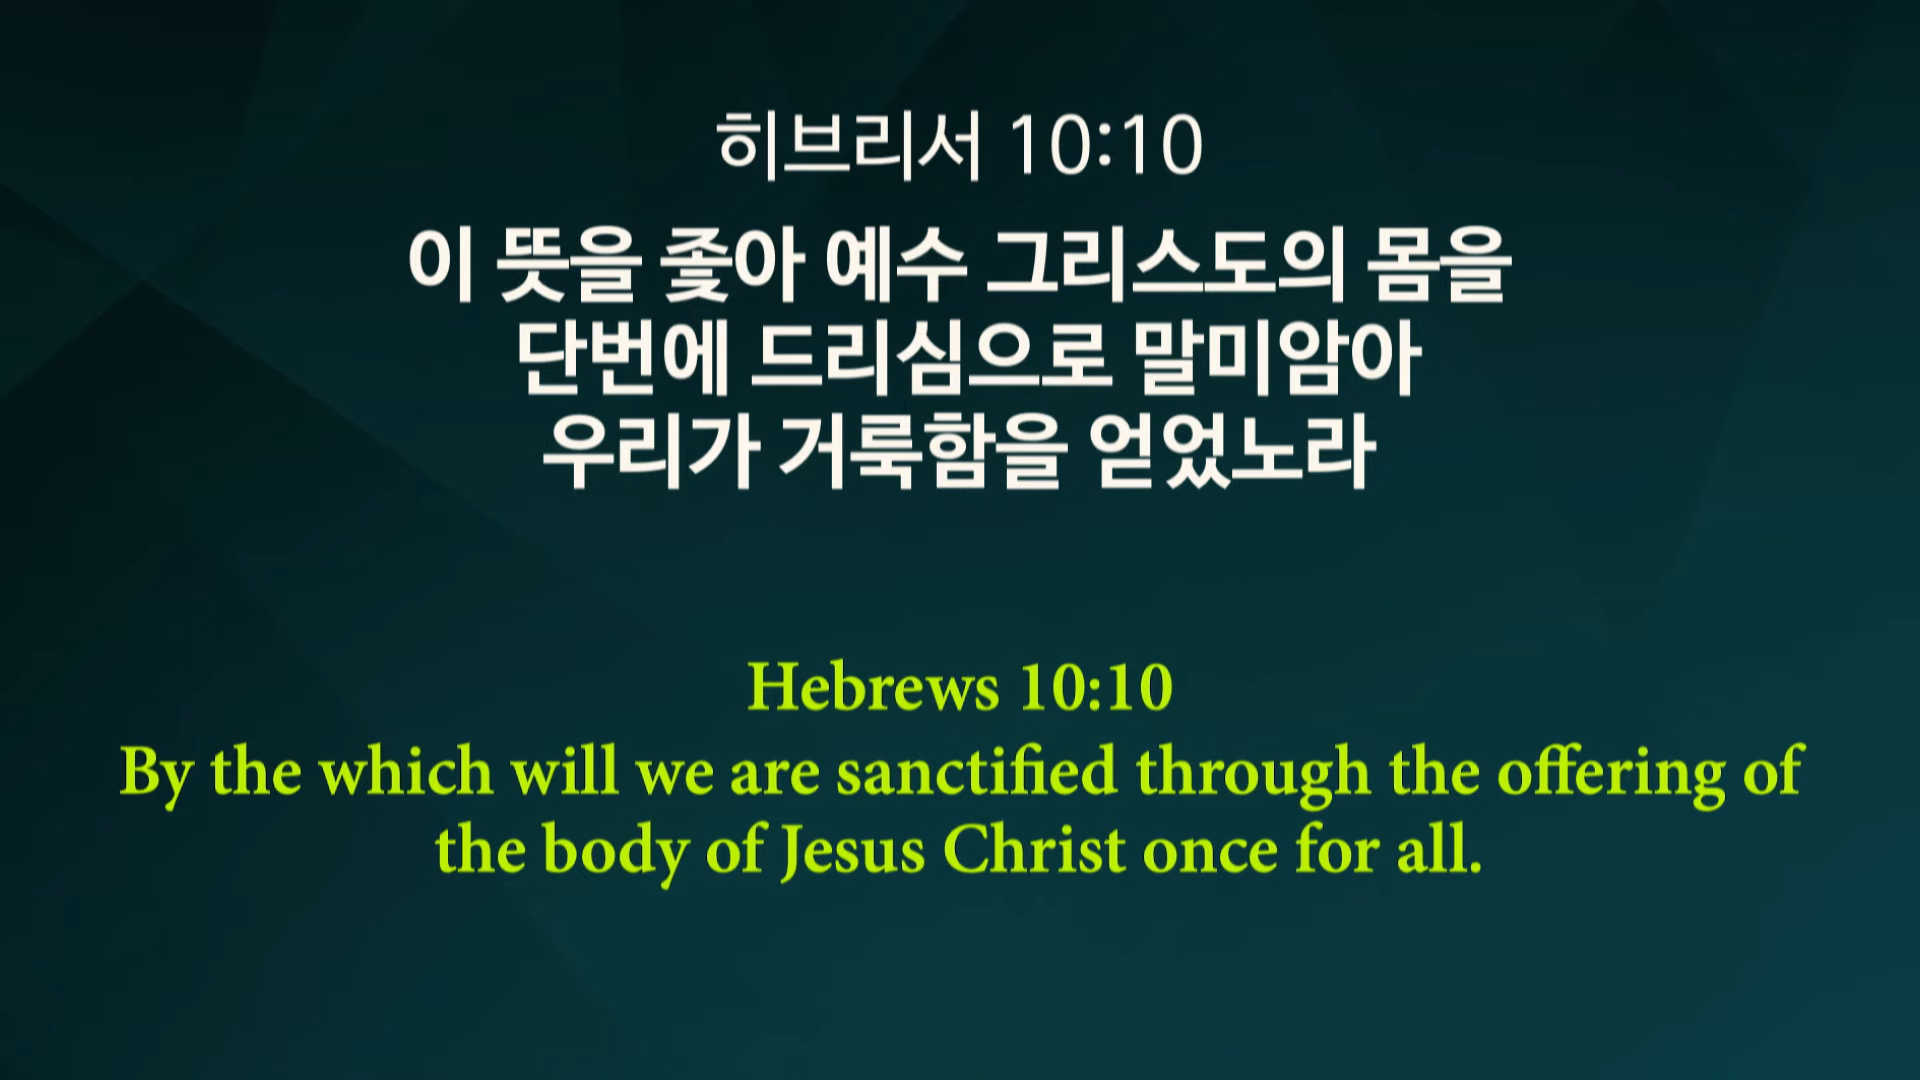 히브리서 10:10
이 뜻을 좇아 예수 그리스도의 몸을
단번에 드리심으로 말미암아
우리가 거룩함을 얻었노라
Hebrews 10:10
By the which will we are sanctified through the offering of
the body of Jesus Christ once for all.